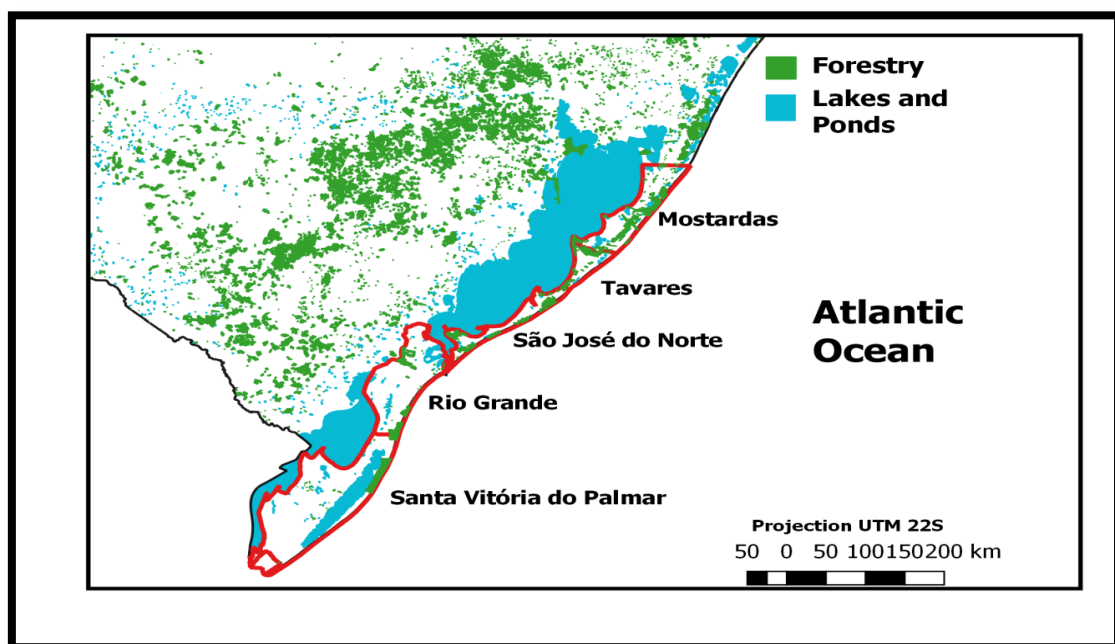 Forestry
Lakes and
Ponds
Mostardas
Tavares
Atlantic
Ocean
São José do Norte
Rio Grande
Santa Vitória do Palmar
Projection UTM 22S
50 0 50 100150200 km